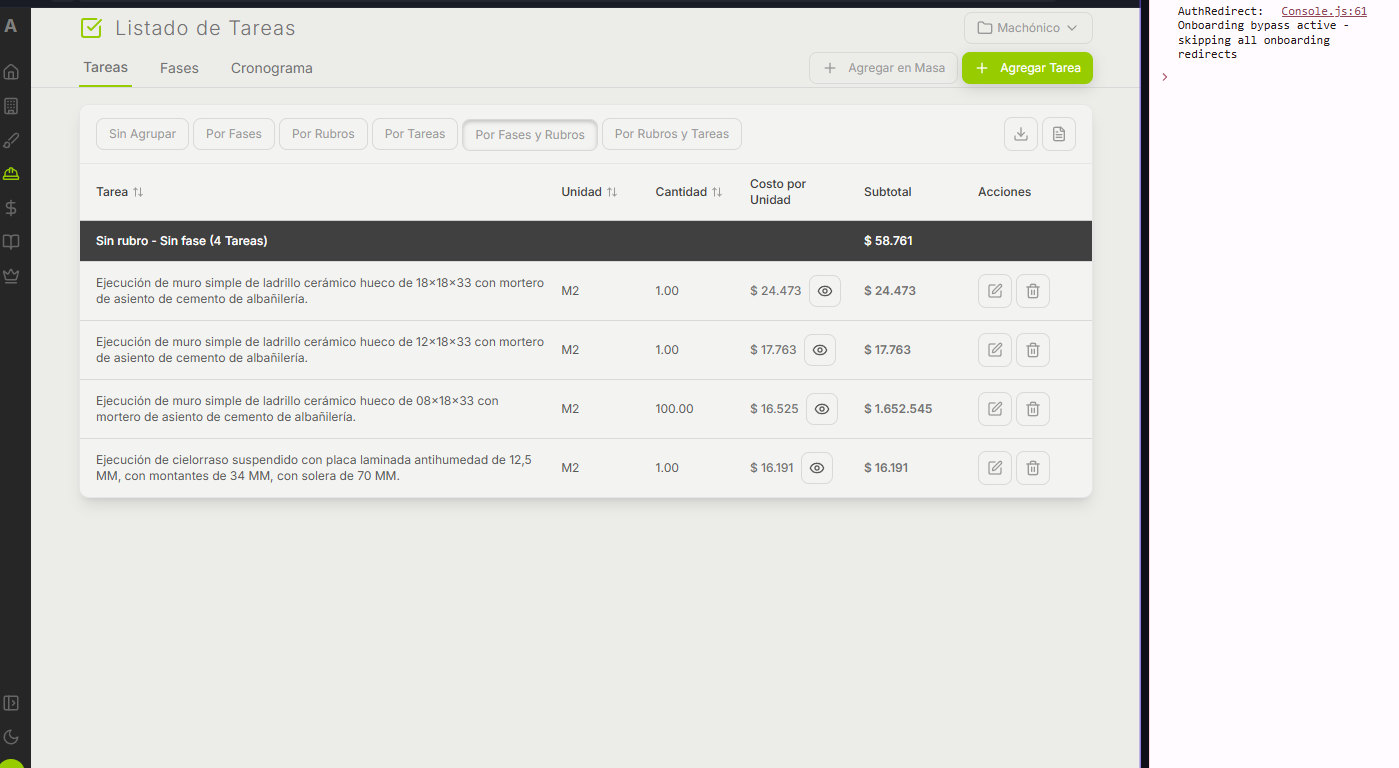 A
Listado de Tareas
Machónico
Tareas
Fases
Cronograma
Agregar en Masa
Agregar Tarea
Sin Agrupar
Por Fases
Por Rubros
Por Tareas
Por Fases y Rubros
Por Rubros y Tareas
Tarea
Unidad
Cantidad
Costo por
Unidad
Subtotal
Acciones
Sin rubro - Sin fase (4 Tareas)
$ 58.761
Ejecución de muro simple de ladrillo cerámico hueco de 18×18×33 con mortero
de asiento de cemento de albañilería.
M2
1.00
$ 24.473
$ 24.473
Ejecución de muro simple de ladrillo cerámico hueco de 12×18×33 con mortero
de asiento de cemento de albañilería.
M2
1.00
$ 17.763
$ 17.763
Ejecución de muro simple de ladrillo cerámico hueco de 08×18×33 con
mortero de asiento de cemento de albañilería.
M2
100.00
$ 16.525
$ 1.652.545
Ejecución de cielorraso suspendido con placa laminada antihumedad de 12,5
MM, con montantes de 34 MM, con solera de 70 MM.
M2
1.00
$ 16.191
$ 16.191
AuthRedirect: Console.js:61
Onboarding bypass active -
skipping all onboarding
redirects